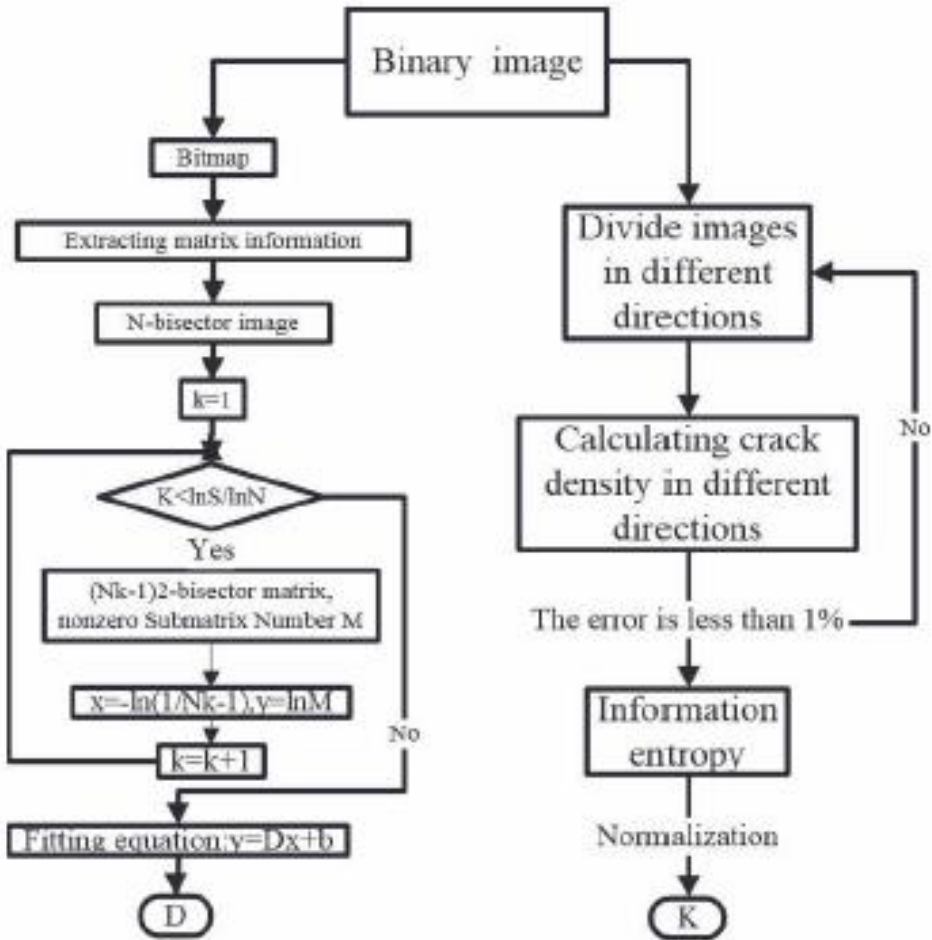 Binary image
Bitmap
Extracting matrix information
N-bisector image
k=1
K<lnS/lnN
Yes
(Nk-1)2-bisector matrix,
nonzero Submatrix Number M
x=-ln(1/Nk-1),y=lnM
k=k+1
No
Fitting equation:y=Dx+b
D
Divide images
in different
directions
Calculating crack
density in different
directions
No
The error is less than 1%
Information
entropy
Normalization
K